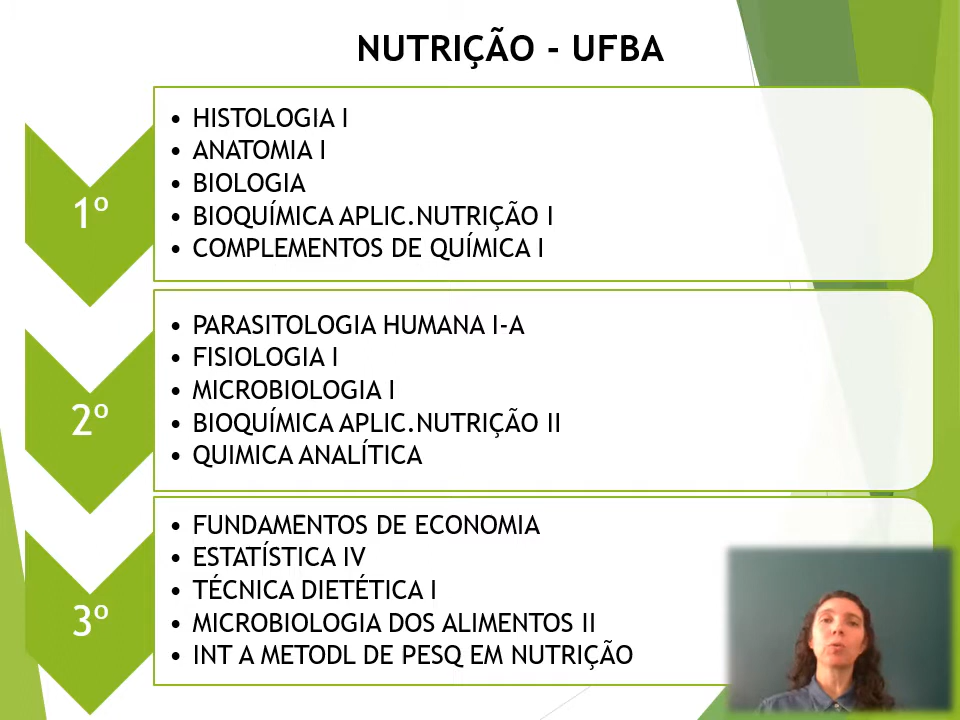 NUTRIÇÃO - UFBA
1º
• HISTOLOGIA I
• ANATOMIA I
• BIOLOGIA
• BIOQUÍMICA APLIC.NUTRIÇÃO I
• COMPLEMENTOS DE QUÍMICA I
2º
• PARASITOLOGIA HUMANA I-A
• FISIOLOGIA I
• MICROBIOLOGIA I
• BIOQUÍMICA APLIC.NUTRIÇÃO II
• QUIMICA ANALÍTICA
3º
• FUNDAMENTOS DE ECONOMIA
• ESTATÍSTICA IV
• TÉCNICA DIETÉTICA I
• MICROBIOLOGIA DOS ALIMENTOS II
• INT A METODL DE PESQ EM NUTRIÇÃO